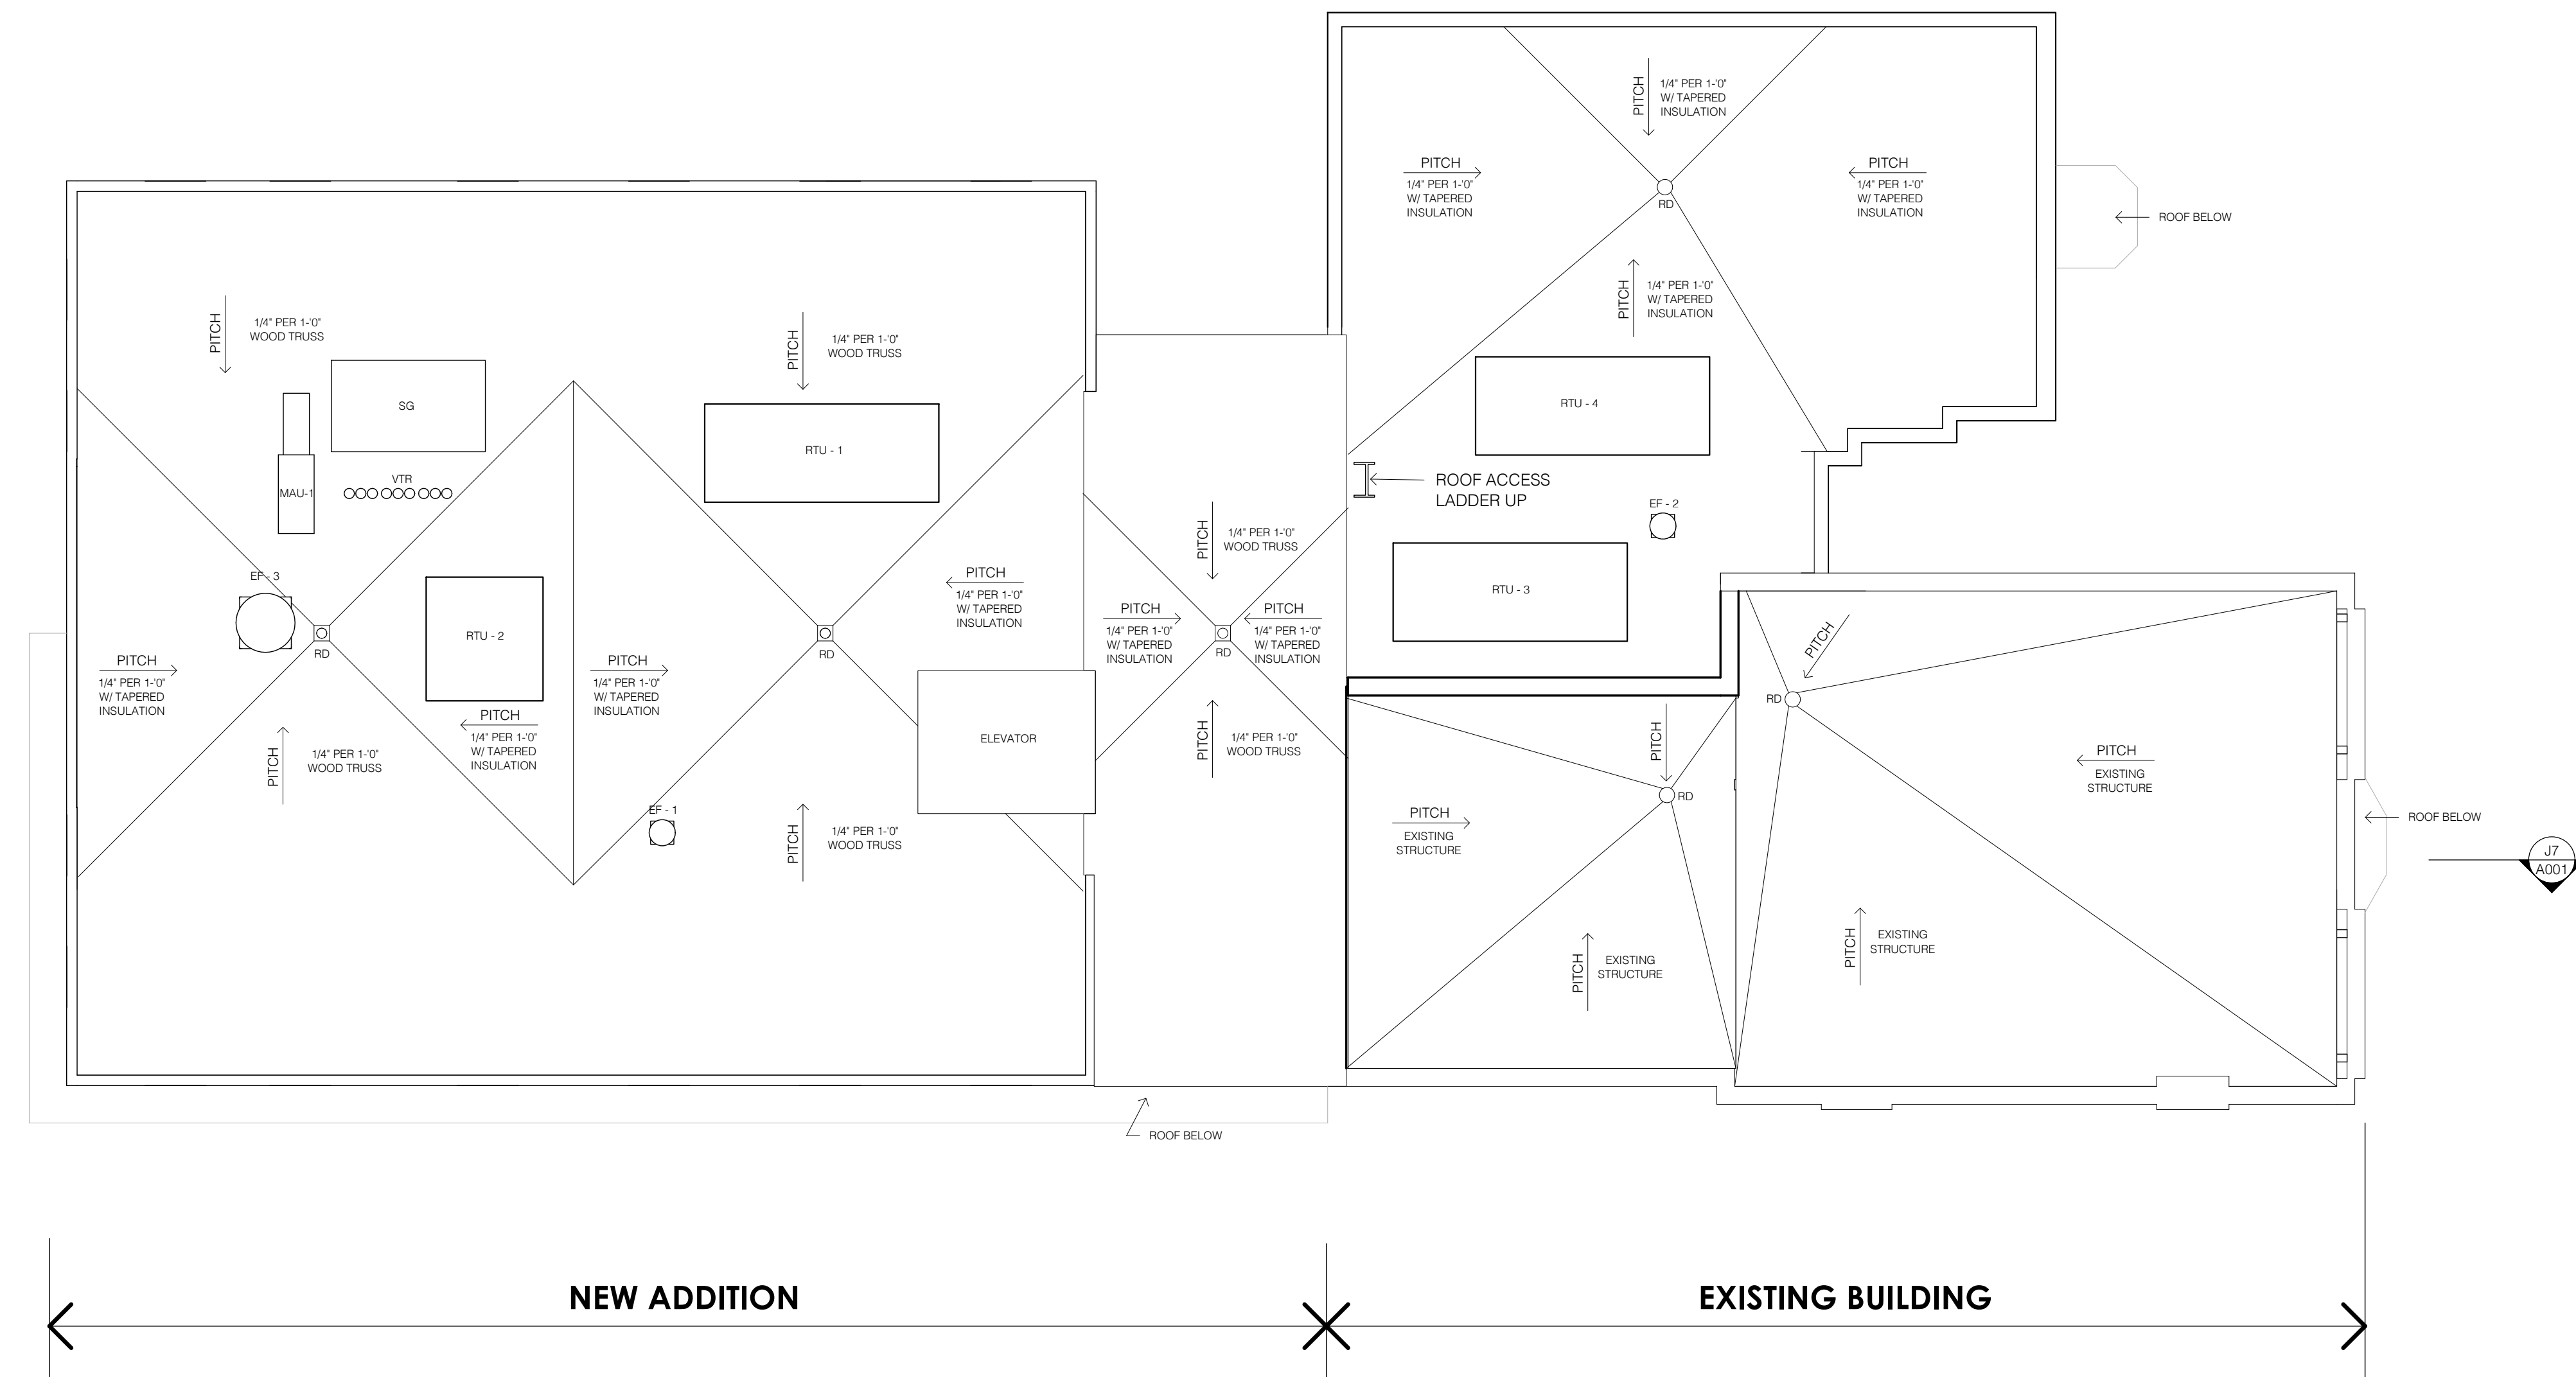 PITCH
1/4" PER 1-'0"
W/ TAPERED
INSULATION
PITCH
1/4" PER 1-'0"
W/ TAPERED
INSULATION
PITCH
1/4" PER 1-'0"
W/ TAPERED
INSULATION
RD
ROOF BELOW
PITCH
1/4" PER 1-'0"
W/ TAPERED
INSULATION
PITCH
1/4" PER 1-'0"
WOOD TRUSS
PITCH
1/4" PER 1-'0"
WOOD TRUSS
SG
RTU - 4
RTU - 1
VTR
MAU-1
ROOF ACCESS
LADDER UP
EF - 2
PITCH
1/4" PER 1-'0"
WOOD TRUSS
EF - 3
PITCH
1/4" PER 1-'0"
W/ TAPERED
INSULATION
RTU - 3
PITCH
1/4" PER 1-'0"
W/ TAPERED
INSULATION
PITCH
1/4" PER 1-'0"
W/ TAPERED
INSULATION
RTU - 2
RD
RD
RD
PITCH
PITCH
1/4" PER 1-'0"
W/ TAPERED
INSULATION
PITCH
1/4" PER 1-'0"
W/ TAPERED
INSULATION
RD
PITCH
1/4" PER 1-'0"
W/ TAPERED
INSULATION
ELEVATOR
PITCH
1/4" PER 1-'0"
WOOD TRUSS
PITCH
PITCH
EXISTING
STRUCTURE
PITCH
1/4" PER 1-'0"
WOOD TRUSS
RD
EF - 1
PITCH
1/4" PER 1-'0"
WOOD TRUSS
PITCH
EXISTING
STRUCTURE
ROOF BELOW
J7
A001
PITCH
EXISTING
STRUCTURE
PITCH
EXISTING
STRUCTURE
ROOF BELOW
NEW ADDITION
EXISTING BUILDING